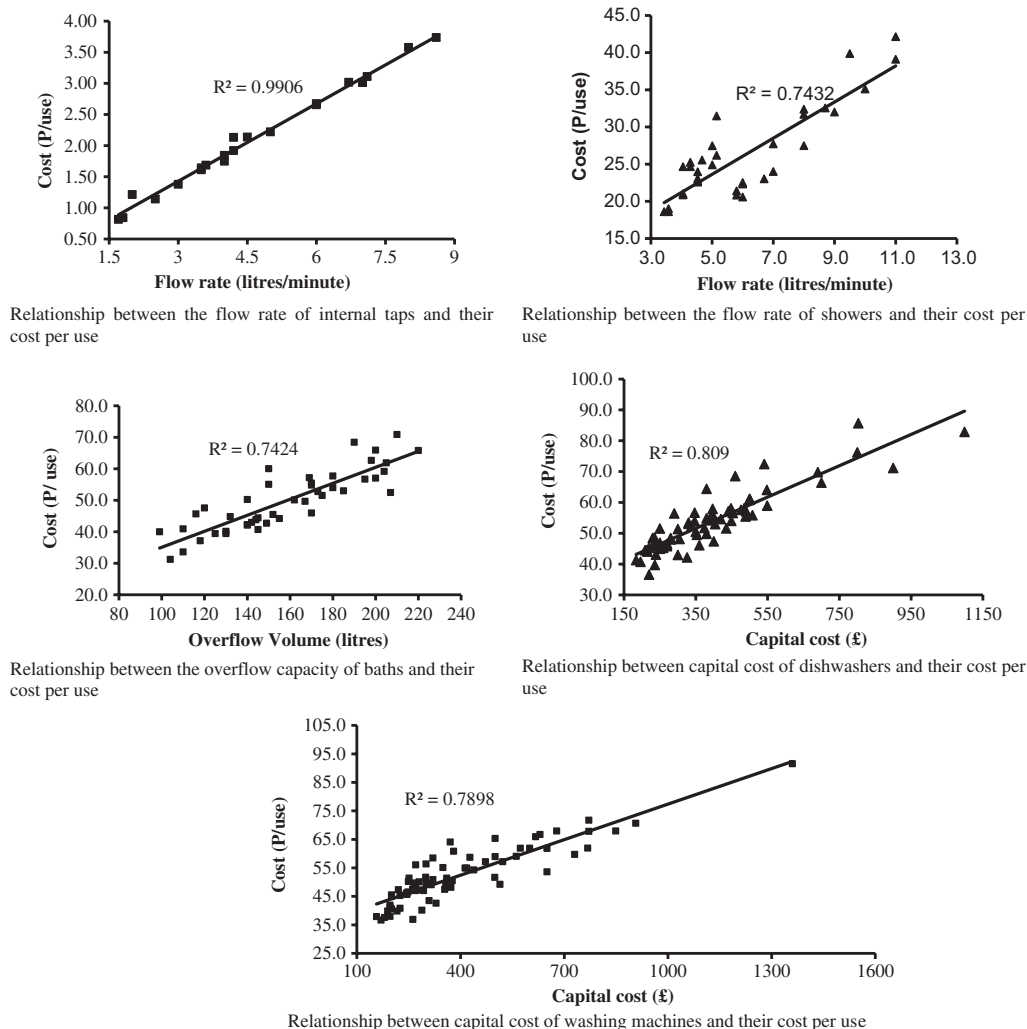 4.00
3.50
3.00
2.50
2.00
1.50
1.00
0.50
Cost (P/use)
R² = 0.9906
1.5 3 4.5 6 7.5 9
Flow rate (litres/minute)
Relationship between the flow rate of internal taps and their
cost per use
45.0
40.0
35.0
30.0
25.0
20.0
15.0
Cost (P/use)
R² = 0.7432
3.0 5.0 7.0 9.0 11.0 13.0
Flow rate (litres/minute)
Relationship between the flow rate of showers and their cost per
use
80.0
70.0
60.0
50.0
40.0
30.0
20.0
Cost (P/ use)
R² = 0.7424
80 100 120 140 160 180 200 220 240
Overflow Volume (litres)
Relationship between the overflow capacity of baths and their
cost per use
100.0
90.0
80.0
70.0
60.0
50.0
40.0
30.0
Cost (P/use)
R² = 0.809
150 350 550 750 950 1150
Capital cost (£)
Relationship between capital cost of dishwashers and their cost per
use
105.0
95.0
85.0
75.0
65.0
55.0
45.0
35.0
25.0
Cost (P/use)
R² = 0.7898
100 400 700 1000 1300 1600
Capital cost (£)
Relationship between capital cost of washing machines and their cost per use